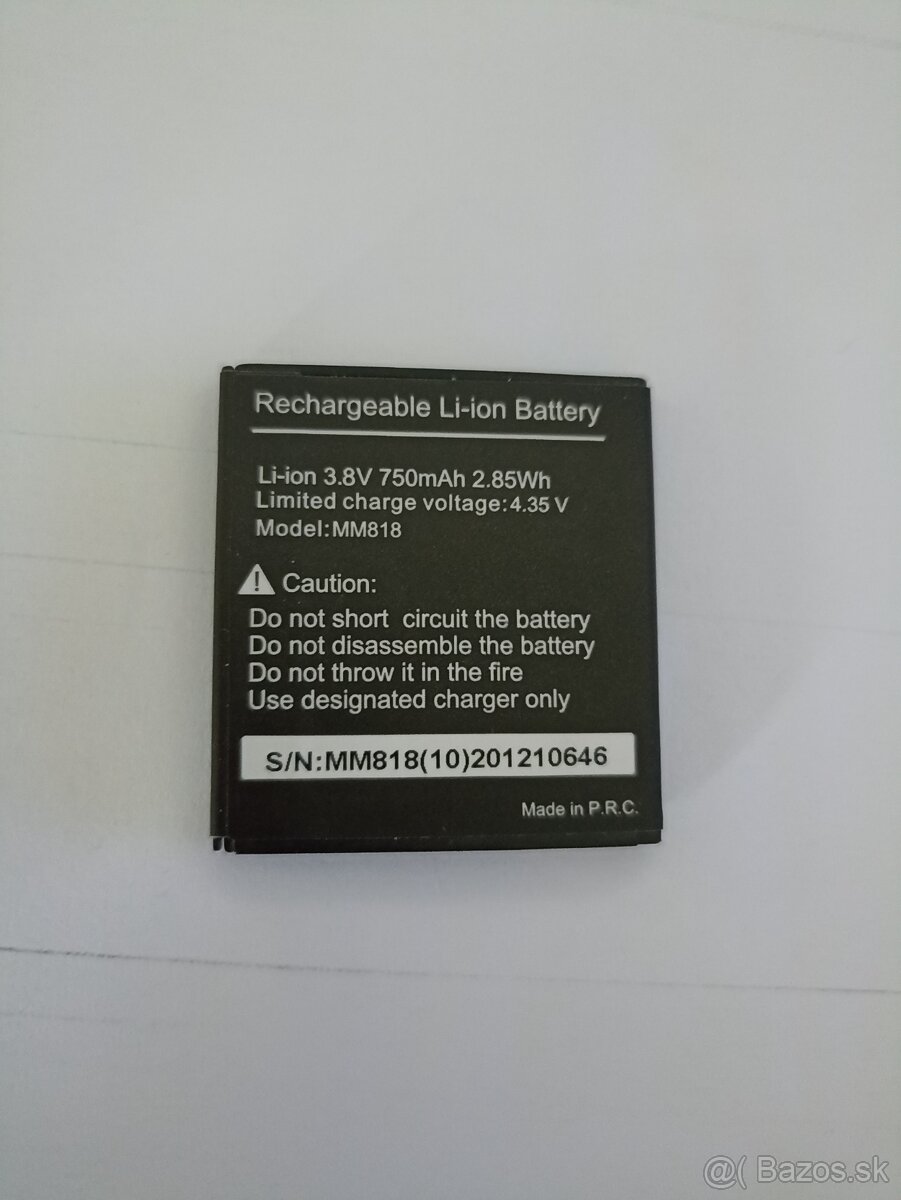 Rechargeable Li-ion Battery
Li-ion 3.8V 750mAh 2.85Wh
Limited charge voltage:4.35 V
Model:MM818
Caution:
Do not short circuit the battery
Do not disassemble the battery
Do not throw it in the fire
Use designated charger only
S/N:MM818(10)201210646
Made in P.R.C.
@( Bazos.sk